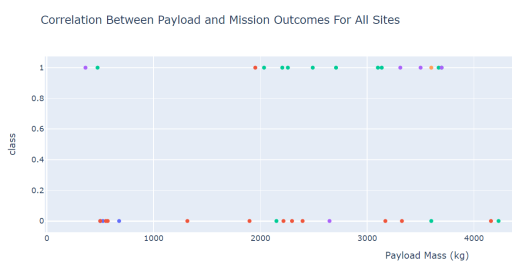 Correlation Between Payload and Mission Outcomes For All Sites
1
0.8
0.6
0.4
0.2
0
class
0 1000 2000 3000 4000
Payload Mass (kg)